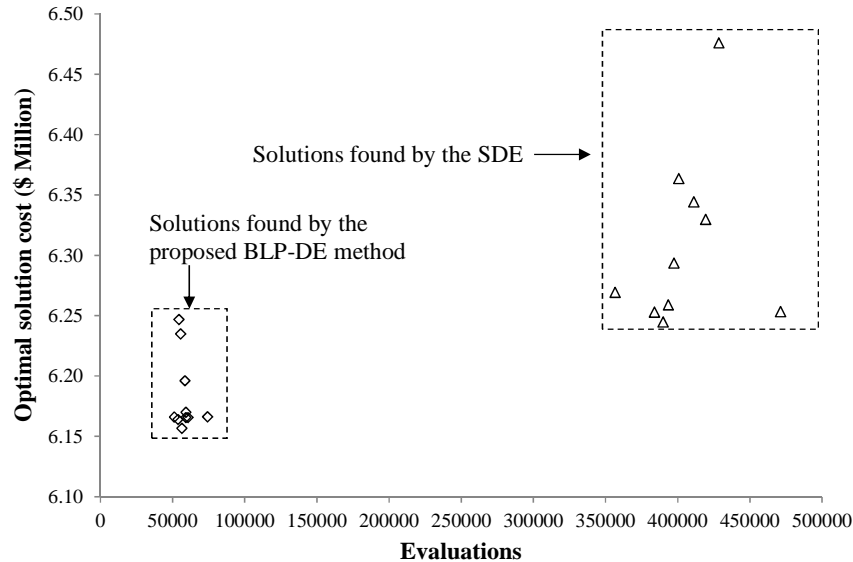 Optimal solution cost ($ Million)
6.50
6.45
6.40
6.35
6.30
6.25
6.20
6.15
6.10
Solutions found by the SDE
Solutions found by the
proposed BLP-DE method
0 50000 100000 150000 200000 250000 300000 350000 400000 450000 500000
Evaluations